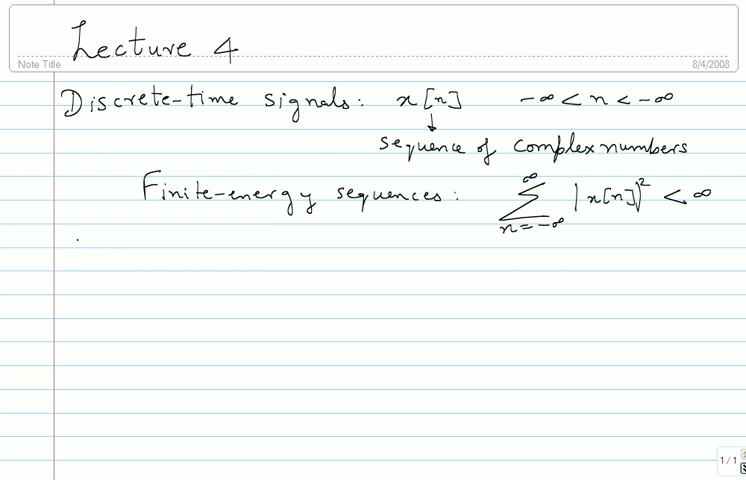 Lecture 4
Note Title
8/4/2008
Discrete-time signals: x[n] -∞ < n < -∞
↓
sequence of complex numbers
Finite-energy sequences: ∑_{n=-∞}^{∞} |x[n]|² < ∞
1/1